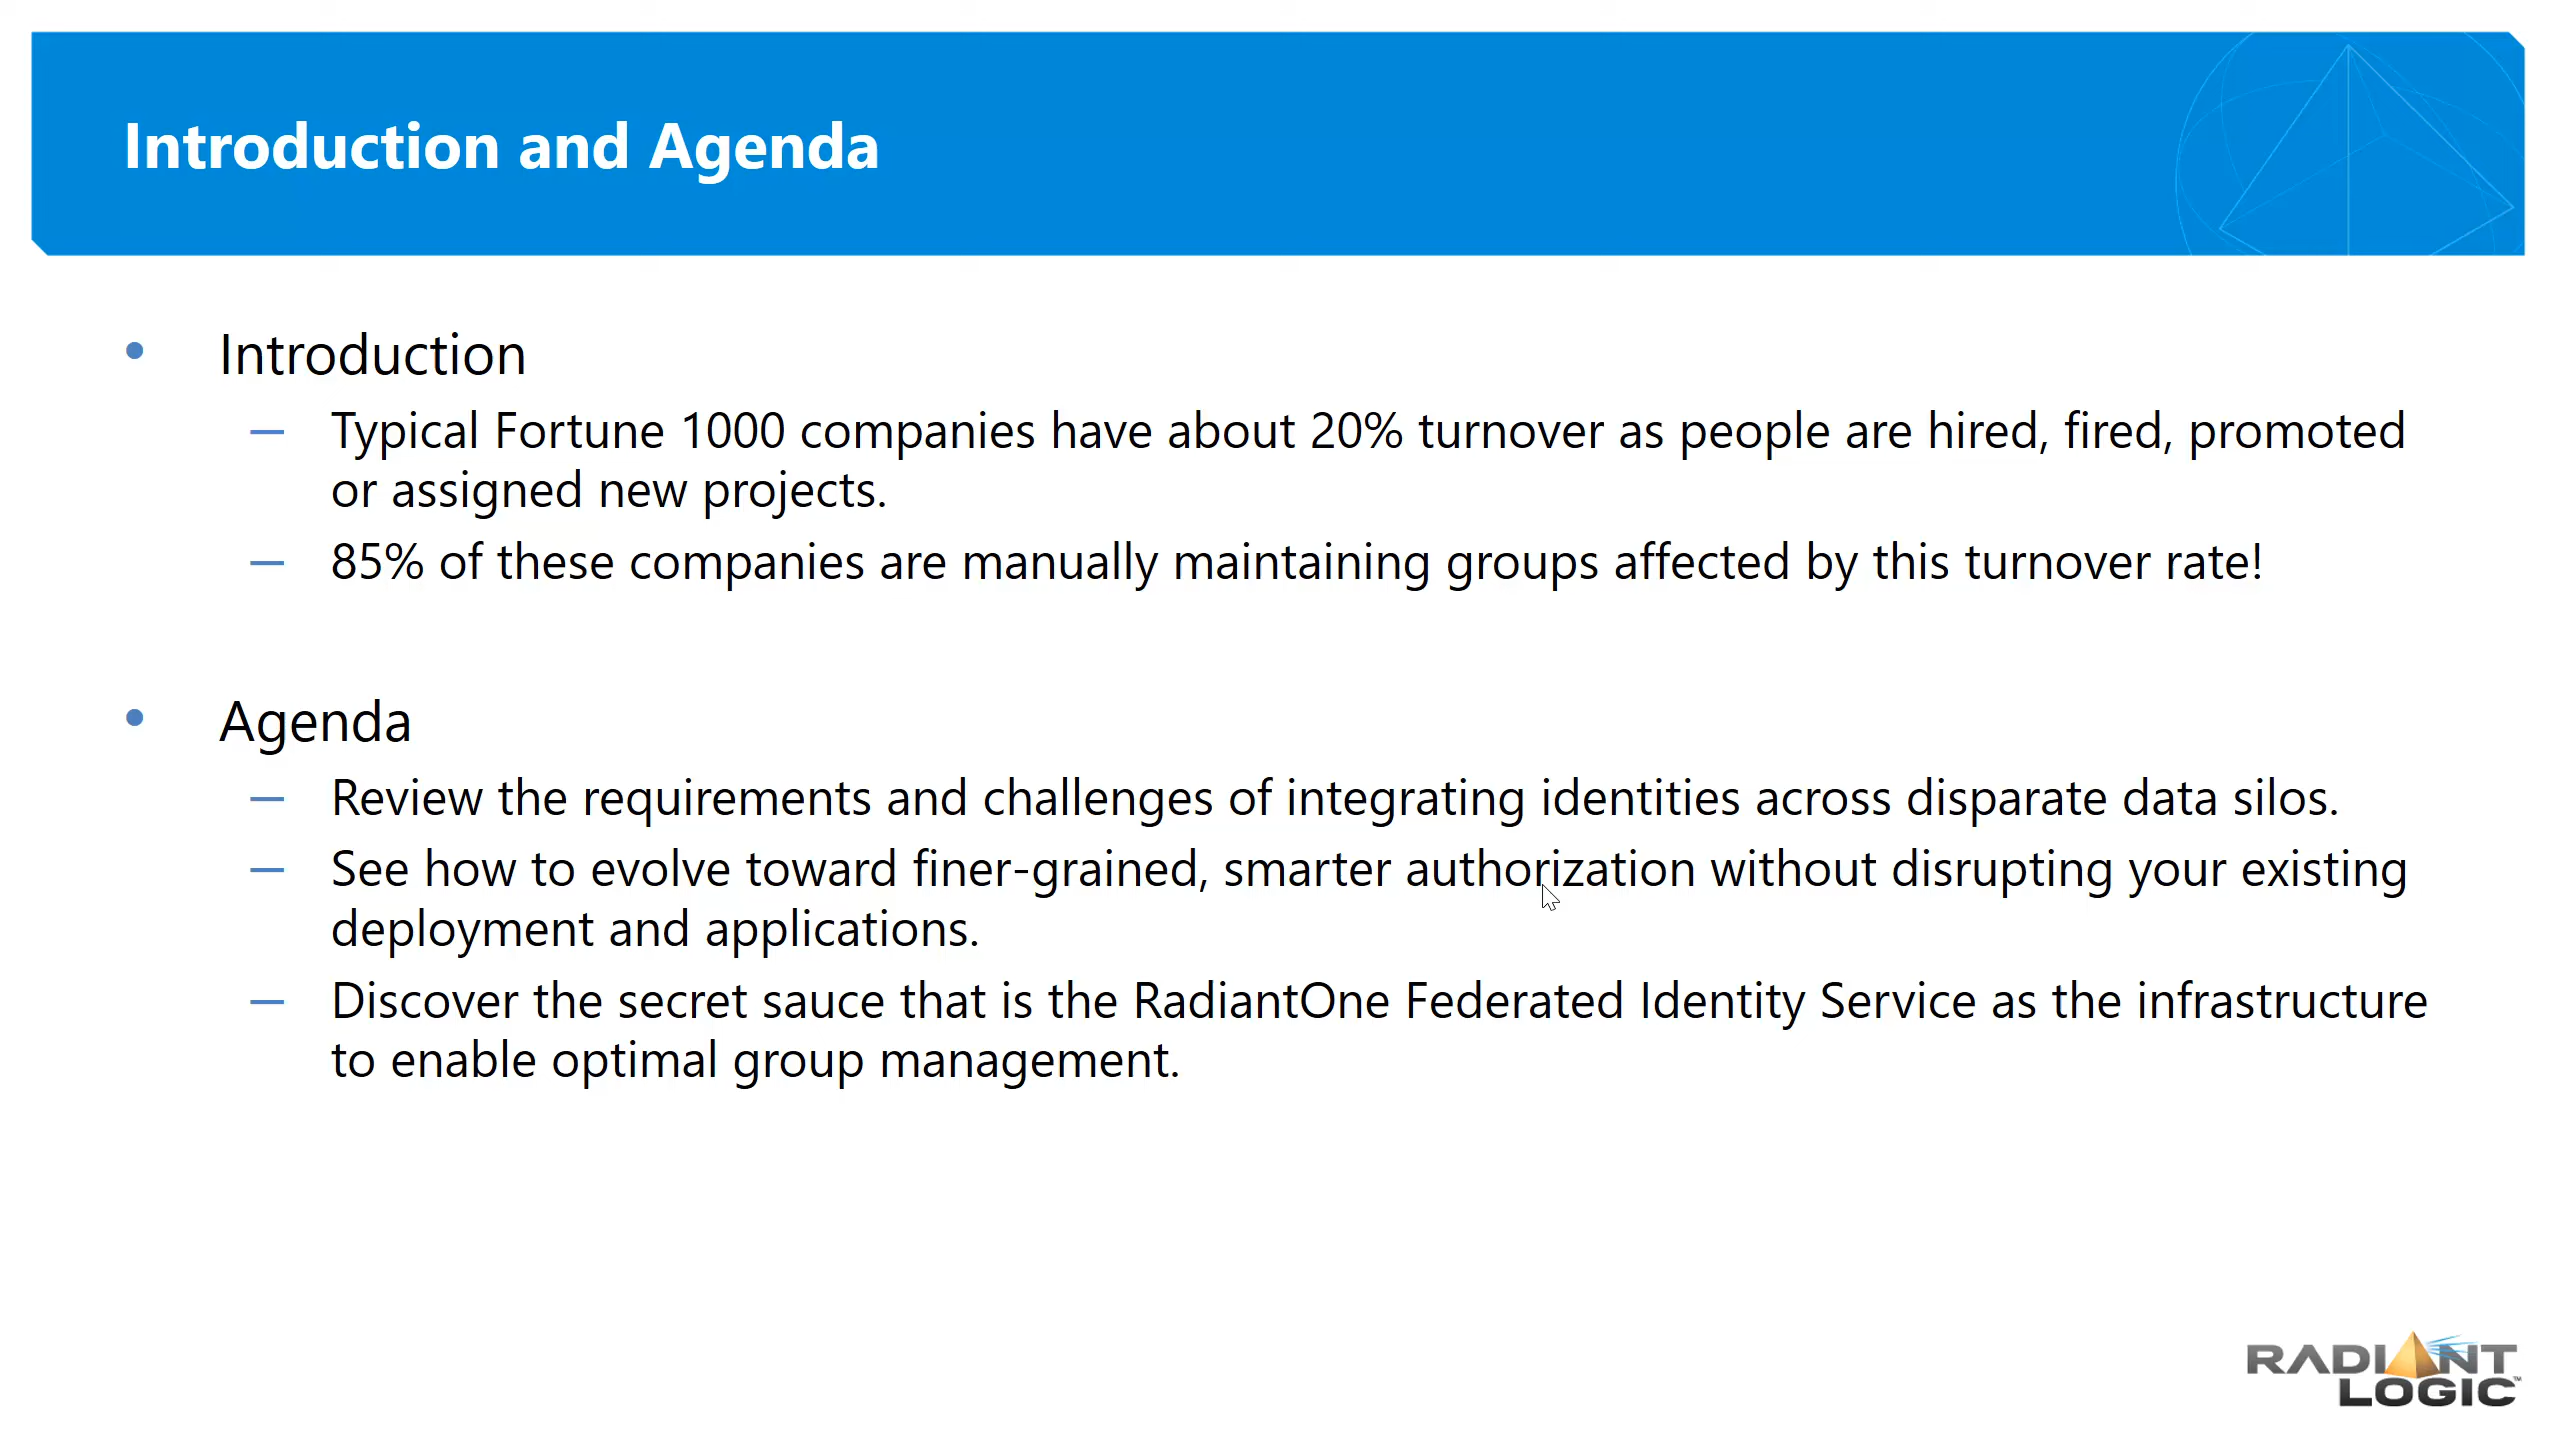 Introduction and Agenda
• Introduction
– Typical Fortune 1000 companies have about 20% turnover as people are hired, fired, promoted
or assigned new projects.
– 85% of these companies are manually maintaining groups affected by this turnover rate!
• Agenda
– Review the requirements and challenges of integrating identities across disparate data silos.
– See how to evolve toward finer-grained, smarter authorization without disrupting your existing
deployment and applications.
– Discover the secret sauce that is the RadiantOne Federated Identity Service as the infrastructure
to enable optimal group management.
RADIANT
LOGIC™